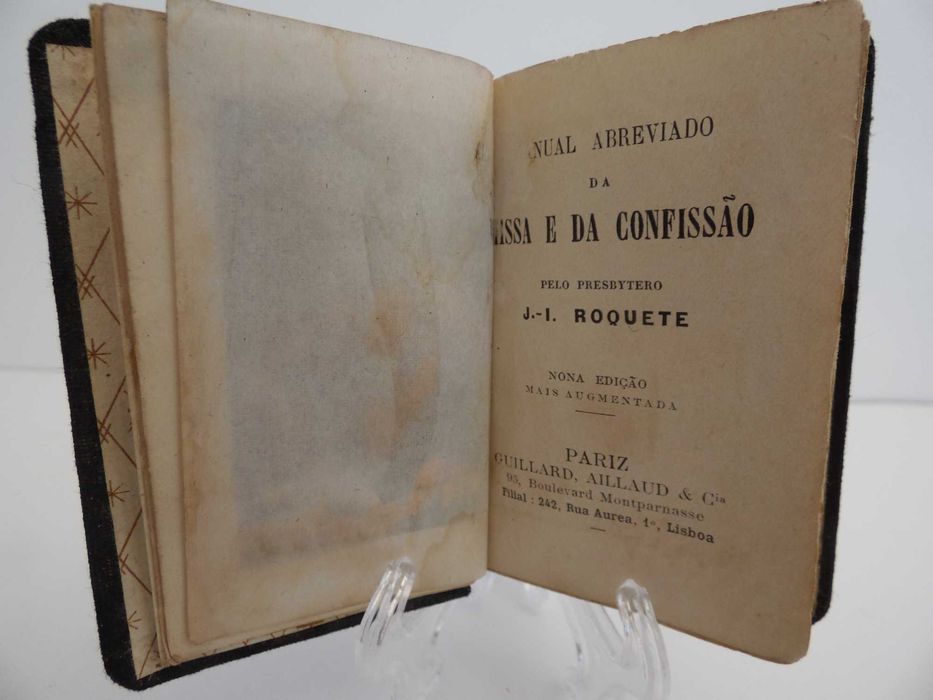 NUAL ABREVIADO
DA
ISSA E DA CONFISSÃO
PELO PRESBYTERO
J.-I. ROQUETE
NONA EDIÇÃO
MAIS AUGMENTADA
PARIZ
GUILLARD, AILLAUD & Cia
96, Boulevard Montparnasse
Filial : 242, Rua Aurea, 1º, Lisboa